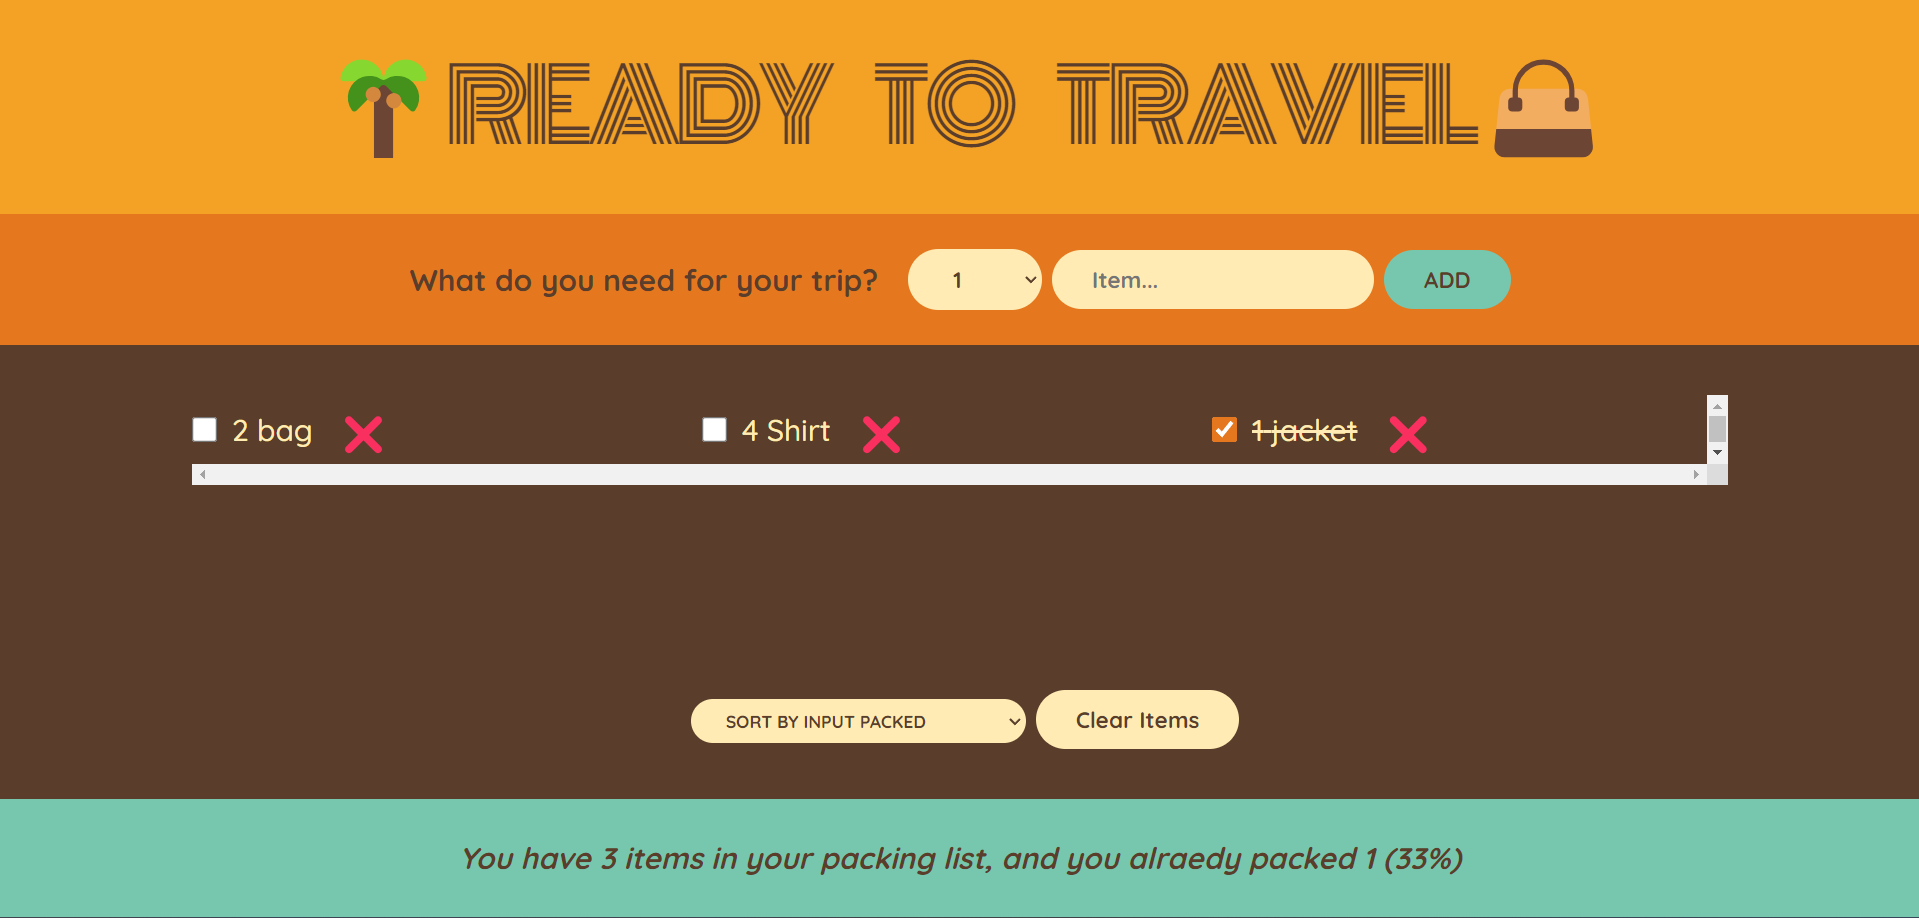 READY TO TRAVEL
What do you need for your trip? 1 Item... ADD
2 bag 4 Shirt 1 jacket
SORT BY INPUT PACKED Clear Items
You have 3 items in your packing list, and you alraedy packed 1 (33%)